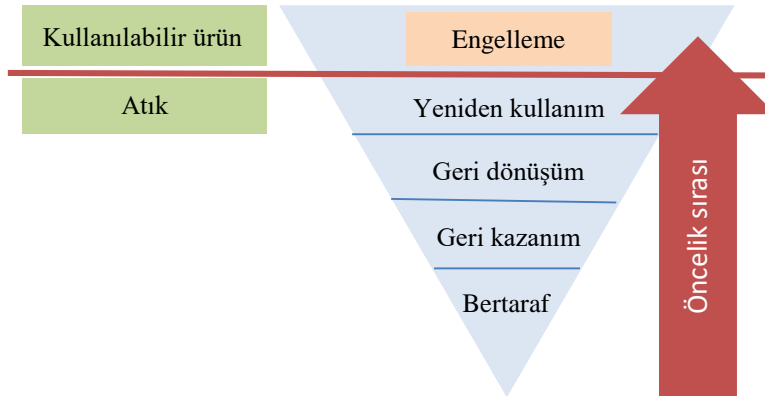 Kullanılabilir ürün
Engelleme
Atık
Yeniden kullanım
Geri dönüşüm
Geri kazanım
Bertaraf
Öncelik sırası